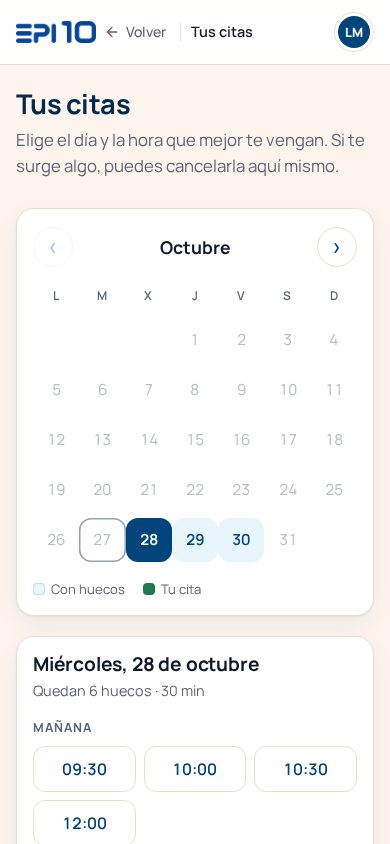 EPI10 ← Volver Tus citas LM
Tus citas
Elige el día y la hora que mejor te vengan. Si te
surge algo, puedes cancelarla aquí mismo.
‹ Octubre ›
L M X J V S D
1 2 3 4
5 6 7 8 9 10 11
12 13 14 15 16 17 18
19 20 21 22 23 24 25
26 27 28 29 30 31
Con huecos Tu cita
Miércoles, 28 de octubre
Quedan 6 huecos · 30 min
MAÑANA
09:30 10:00 10:30
12:00